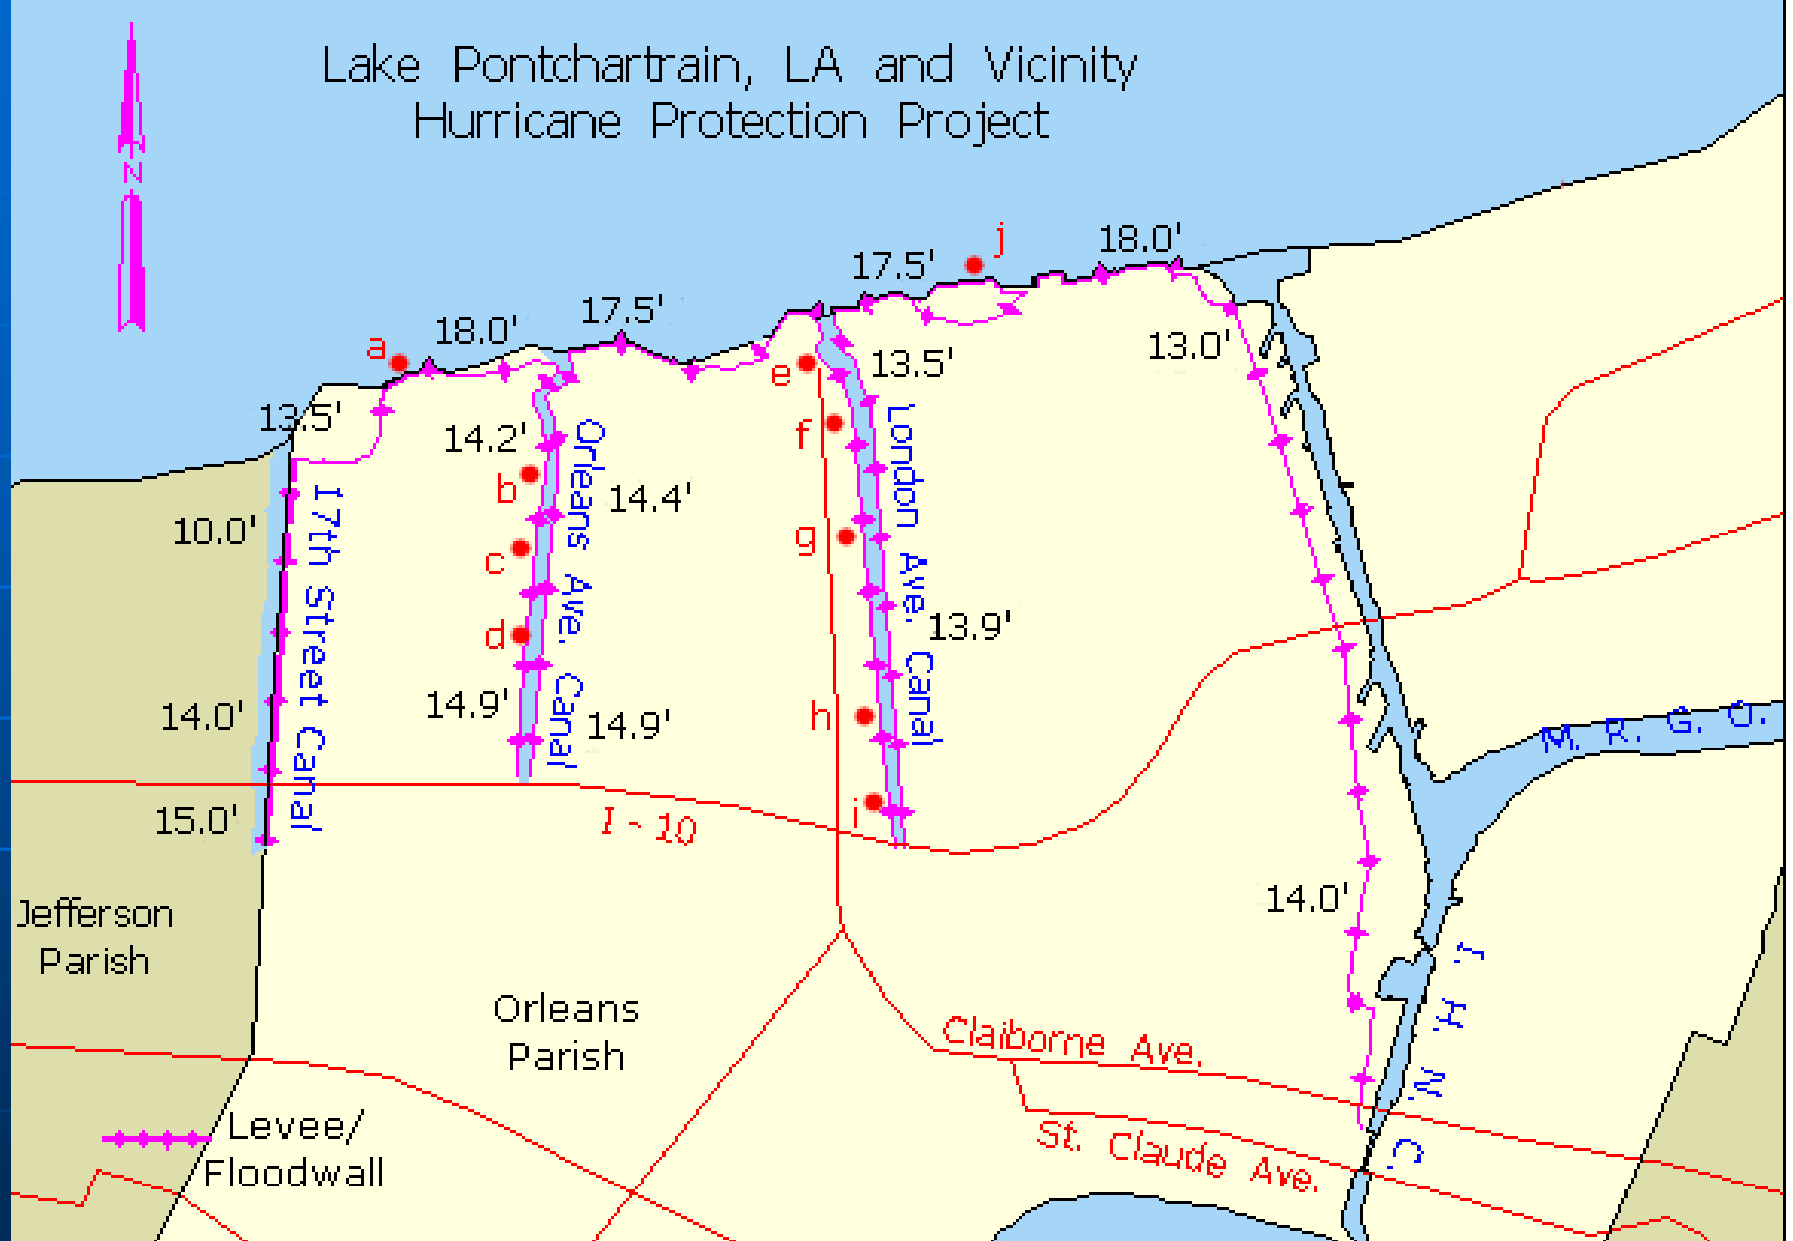 Lake Pontchartrain, LA and Vicinity
Hurricane Protection Project
N
j
18.0'
17.5'
17.5'
18.0'
a
13.0'
13.5'
e
13.5'
f
14.2'
b
14.4'
10.0'
g
c
13.9'
d
h
14.9'
14.9'
14.0'
i
15.0'
17th Street Canal
Orleans Ave. Canal
London Ave. Canal
M. R. G. O.
I - 10
14.0'
Jefferson
Parish
Orleans
Parish
I. H. N. C.
Claiborne Ave.
St. Claude Ave.
Levee/
Floodwall